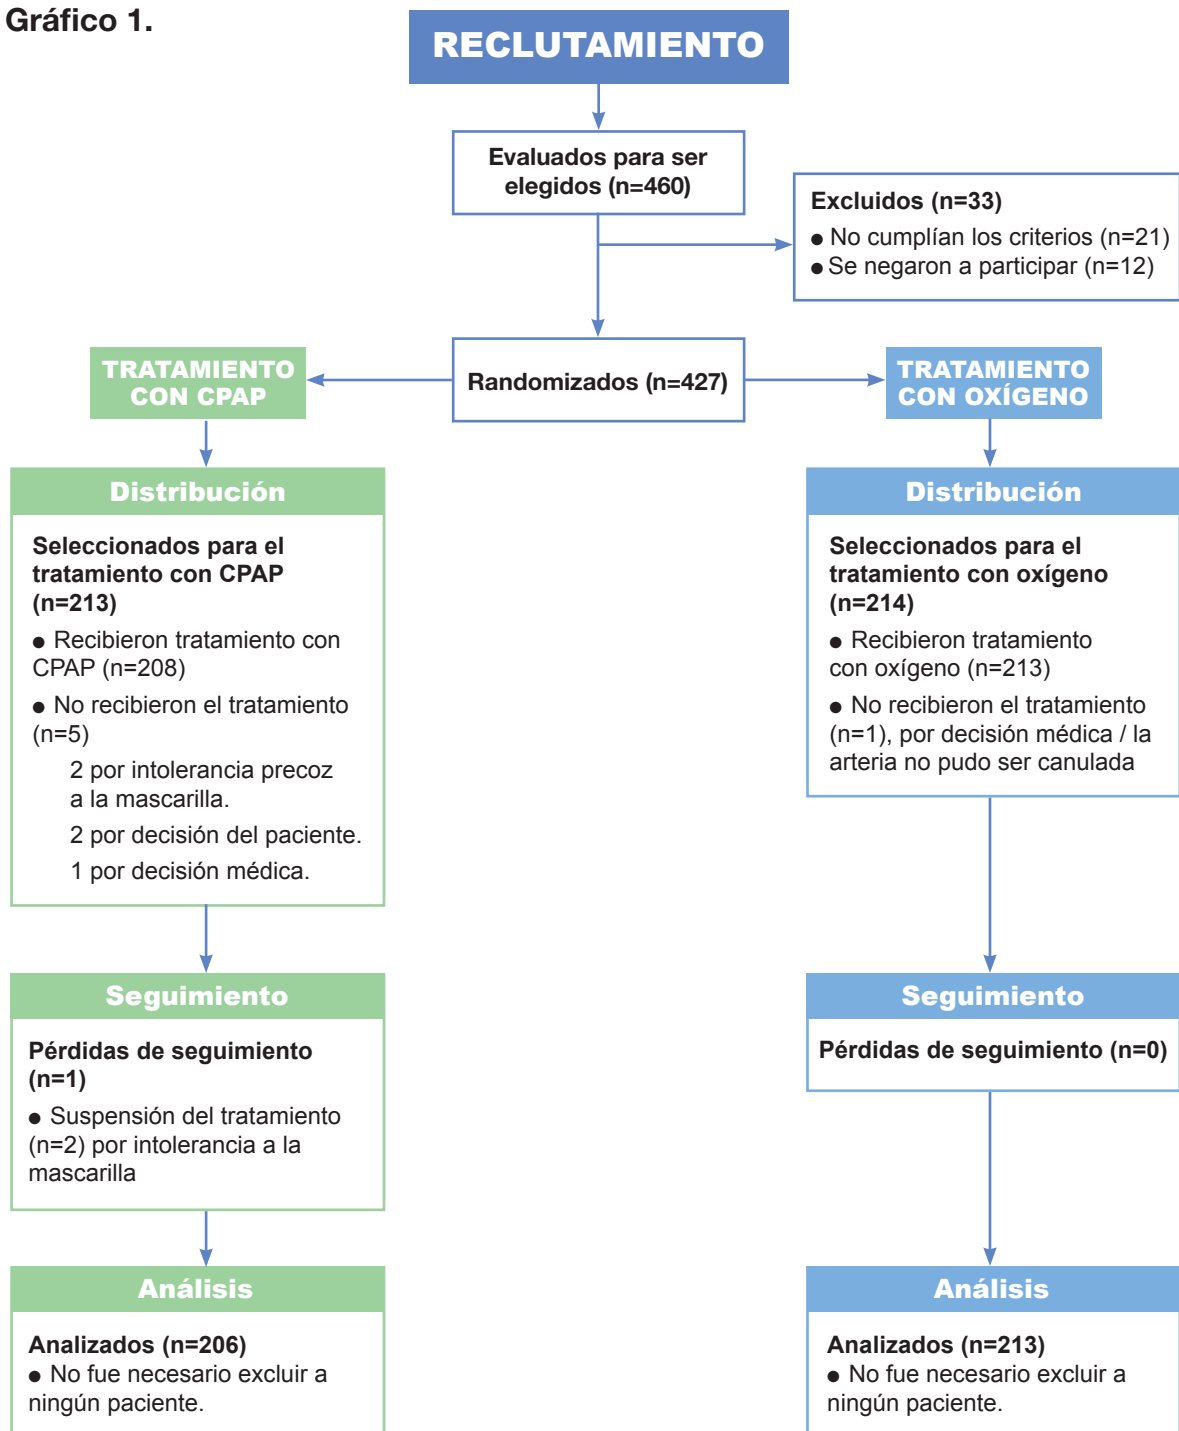 Gráfico 1.
RECLUTAMIENTO
Evaluados para ser
elegidos (n=460)
Excluidos (n=33)
● No cumplían los criterios (n=21)
● Se negaron a participar (n=12)
Randomizados (n=427)
TRATAMIENTO
CON CPAP
TRATAMIENTO
CON OXÍGENO
Distribución
Seleccionados para el
tratamiento con CPAP
(n=213)
● Recibieron tratamiento con
CPAP (n=208)
● No recibieron el tratamiento
(n=5)
2 por intolerancia precoz
a la mascarilla.
2 por decisión del paciente.
1 por decisión médica.
Distribución
Seleccionados para el
tratamiento con oxígeno
(n=214)
● Recibieron tratamiento
con oxígeno (n=213)
● No recibieron el tratamiento
(n=1), por decisión médica / la
arteria no pudo ser canulada
Seguimiento
Pérdidas de seguimiento
(n=1)
● Suspensión del tratamiento
(n=2) por intolerancia a la
mascarilla
Seguimiento
Pérdidas de seguimiento (n=0)
Análisis
Analizados (n=206)
● No fue necesario excluir a
ningún paciente.
Análisis
Analizados (n=213)
● No fue necesario excluir a
ningún paciente.